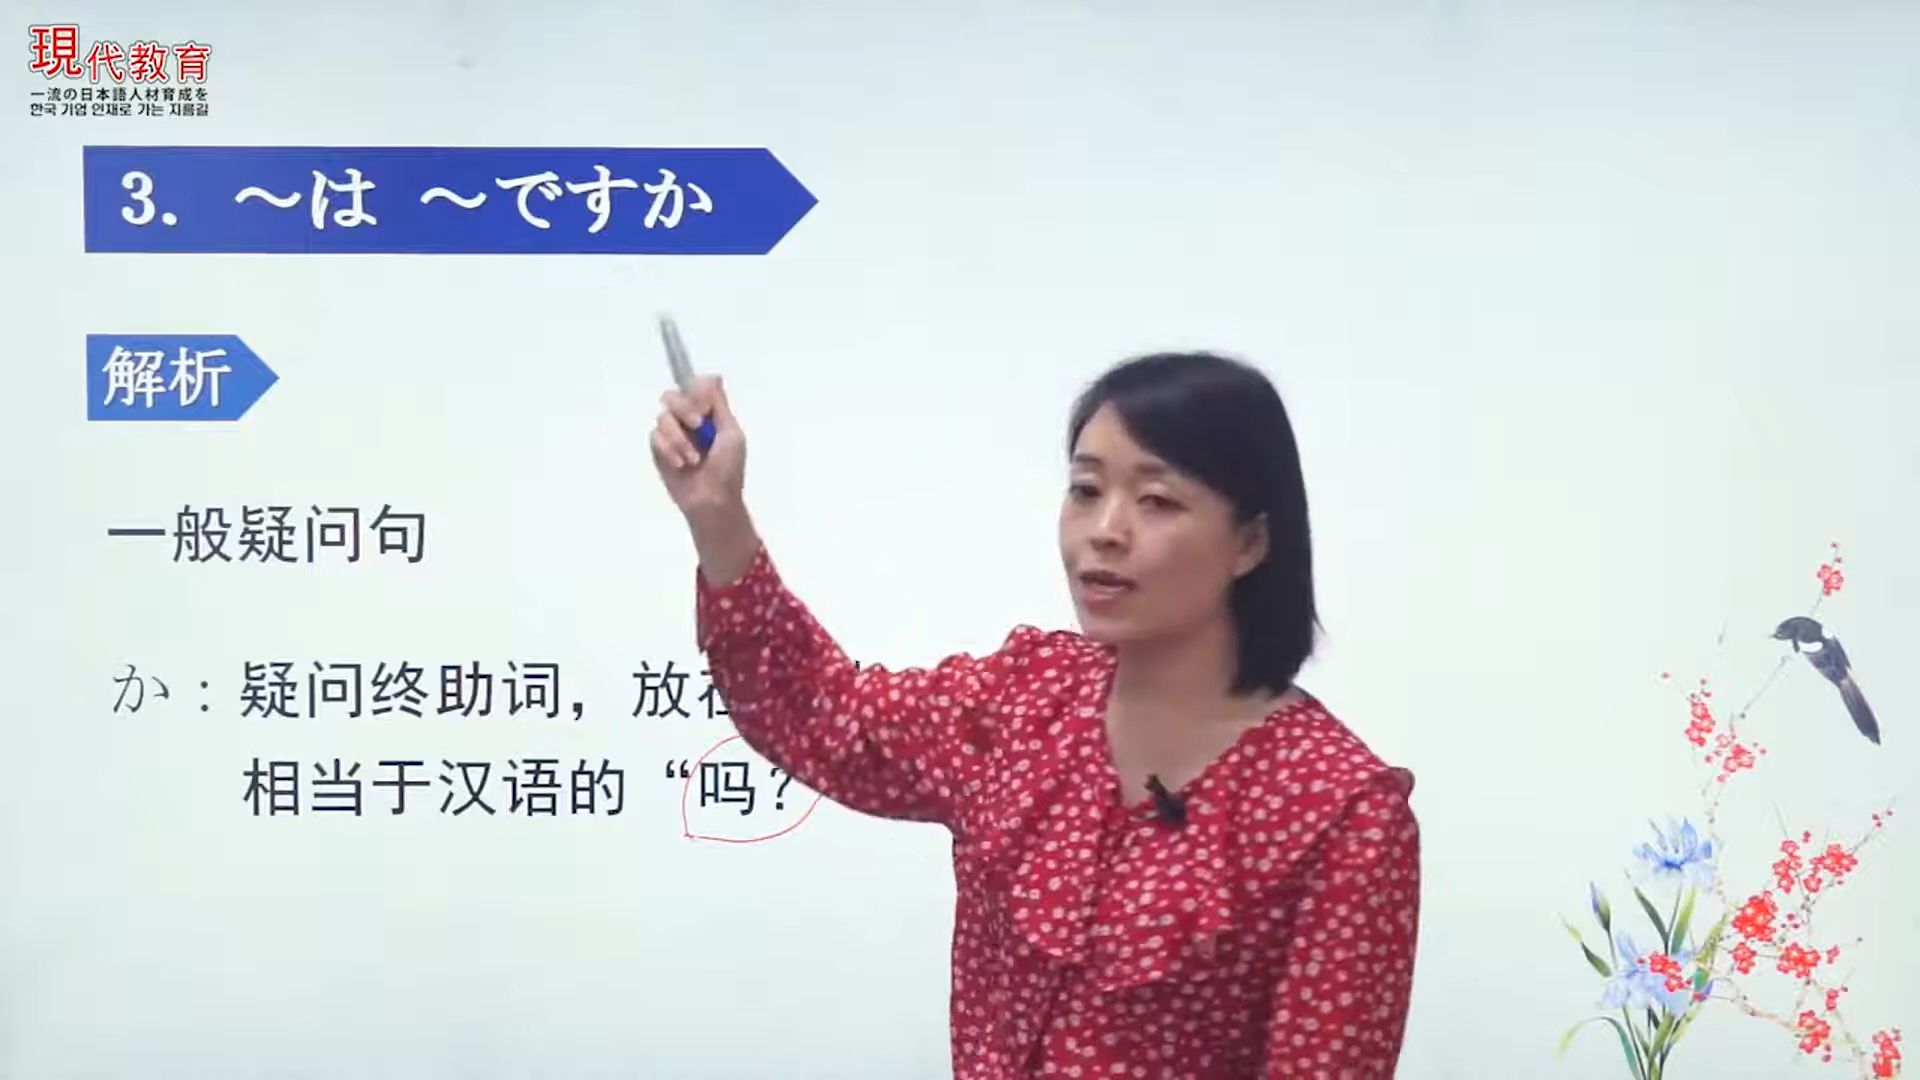 現代教育
一流の日本語人材育成を
한국 기업 인재로 가는 지름길
3. ～は ～ですか
解析
一般疑问句
か：疑问终助词，放在
相当于汉语的“吗？